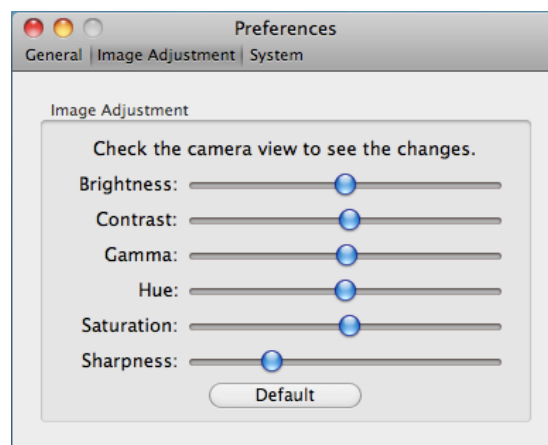 Preferences
General Image Adjustment System
Image Adjustment
Check the camera view to see the changes.
Brightness:
Contrast:
Gamma:
Hue:
Saturation:
Sharpness:
Default